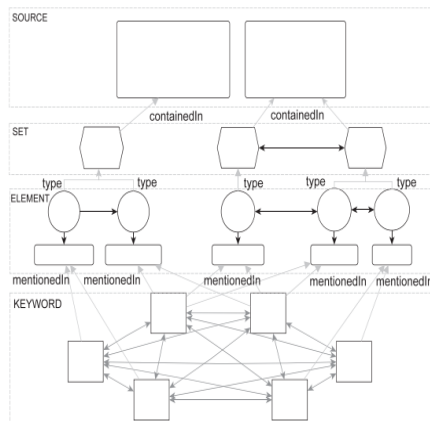 SOURCE
containedIn containedIn
SET
type type type type type
ELEMENT
mentionedIn mentionedIn mentionedIn mentionedIn mentionedIn
KEYWORD